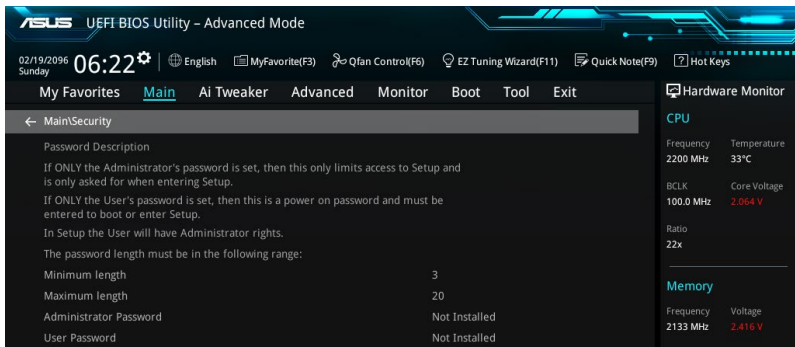 ASUS UEFI BIOS Utility – Advanced Mode
02/19/2096
Sunday
06:22
English
MyFavorite(F3)
Qfan Control(F6)
EZ Tuning Wizard(F11)
Quick Note(F9)
? Hot Keys
My Favorites Main Ai Tweaker Advanced Monitor Boot Tool Exit
← Main\Security
Password Description
If ONLY the Administrator's password is set, then this only limits access to Setup and
is only asked for when entering Setup.
If ONLY the User's password is set, then this is a power on password and must be
entered to boot or enter Setup.
In Setup the User will have Administrator rights.
The password length must be in the following range:
Minimum length 3
Maximum length 20
Administrator Password Not Installed
User Password Not Installed
Hardware Monitor
CPU
Frequency Temperature
2200 MHz 33°C
BCLK Core Voltage
100.0 MHz 2.064 V
Ratio
22x
Memory
Frequency Voltage
2133 MHz 2.416 V